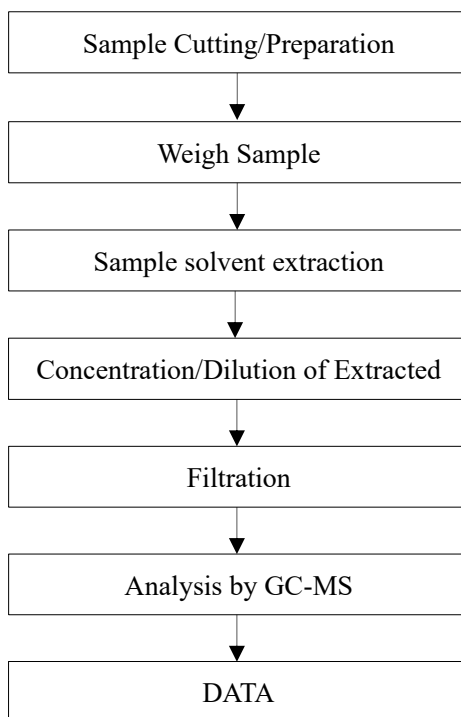 Sample Cutting/Preparation
Weigh Sample
Sample solvent extraction
Concentration/Dilution of Extracted
Filtration
Analysis by GC-MS
DATA